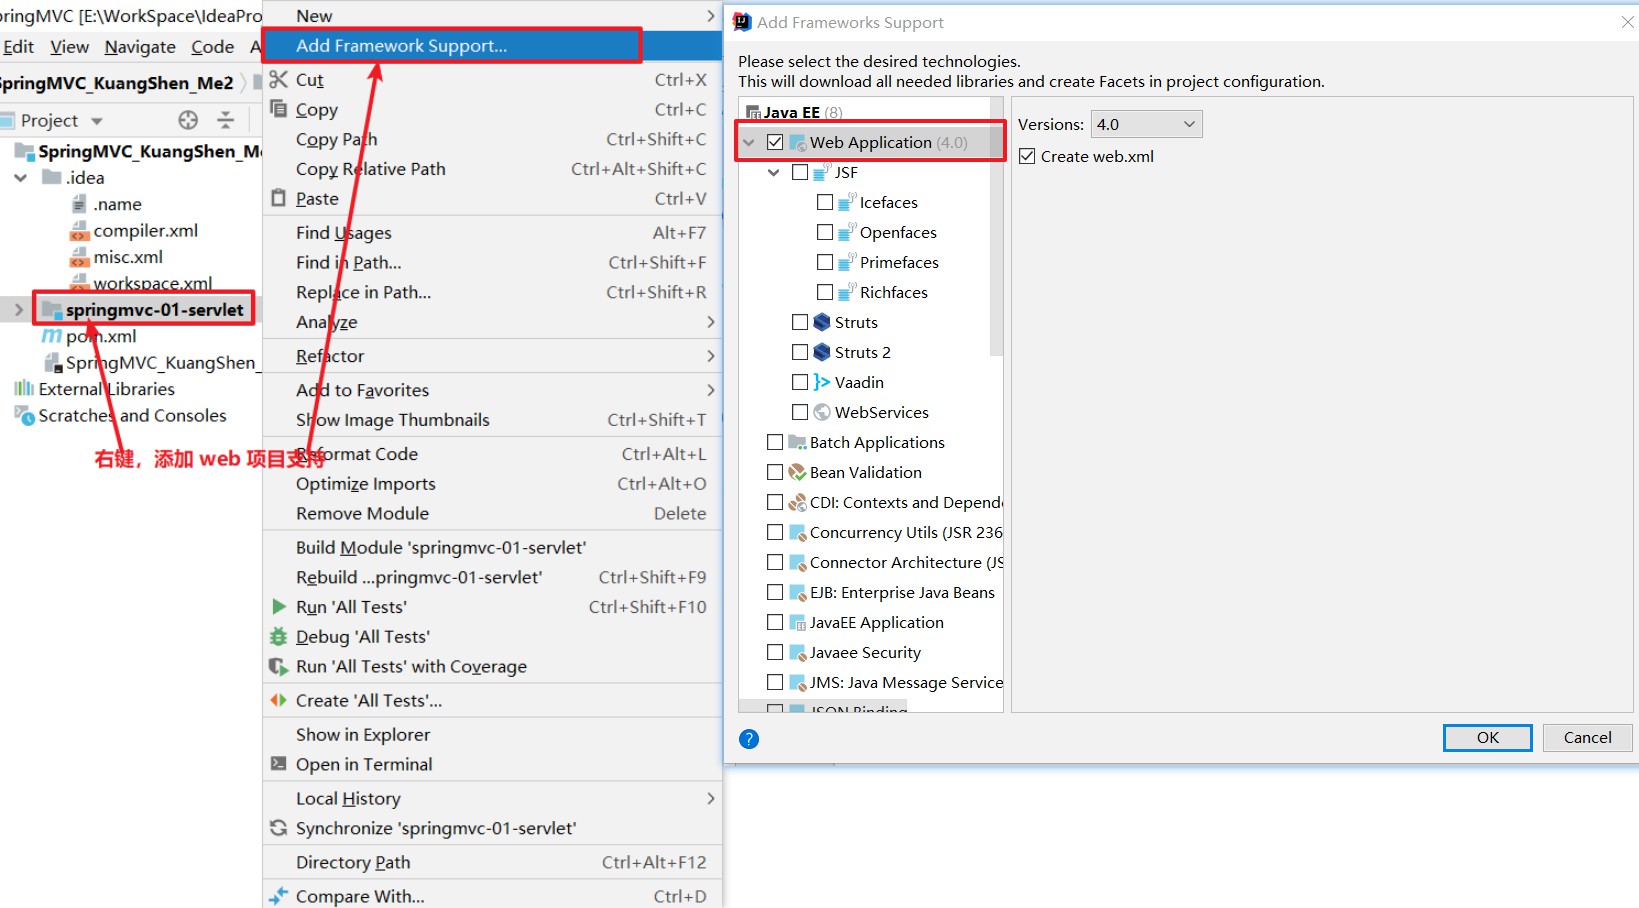 pringMVC [E:\WorkSpace\IdeaPro
Edit View Navigate Code A
SpringMVC_KuangShen_Me2
Project
SpringMVC_KuangShen_Me
.idea
.name
compiler.xml
misc.xml
workspace.xml
springmvc-01-servlet
pom.xml
SpringMVC_KuangShen_
External Libraries
Scratches and Consoles
右键，添加 web 项目支持
New
Add Framework Support...
Cut Ctrl+X
Copy Ctrl+C
Copy Path Ctrl+Shift+C
Copy Relative Path Ctrl+Alt+Shift+C
Paste Ctrl+V
Find Usages Alt+F7
Find in Path... Ctrl+Shift+F
Replace in Path... Ctrl+Shift+R
Analyze
Refactor
Add to Favorites
Show Image Thumbnails Ctrl+Shift+T
Reformat Code Ctrl+Alt+L
Optimize Imports Ctrl+Alt+O
Remove Module Delete
Build Module 'springmvc-01-servlet'
Rebuild ...pringmvc-01-servlet' Ctrl+Shift+F9
Run 'All Tests' Ctrl+Shift+F10
Debug 'All Tests'
Run 'All Tests' with Coverage
Create 'All Tests'...
Show in Explorer
Open in Terminal
Local History
Synchronize 'springmvc-01-servlet'
Directory Path Ctrl+Alt+F12
Compare With... Ctrl+D
Add Frameworks Support
Please select the desired technologies.
This will download all needed libraries and create Facets in project configuration.
Java EE (8)
Web Application (4.0)
JSF
Icefaces
Openfaces
Primefaces
Richfaces
Struts
Struts 2
Vaadin
WebServices
Batch Applications
Bean Validation
CDI: Contexts and Depende
Concurrency Utils (JSR 236
Connector Architecture (JS
EJB: Enterprise Java Beans
JavaEE Application
Javaee Security
JMS: Java Message Service
JSON Binding
Versions: 4.0
Create web.xml
?
OK Cancel